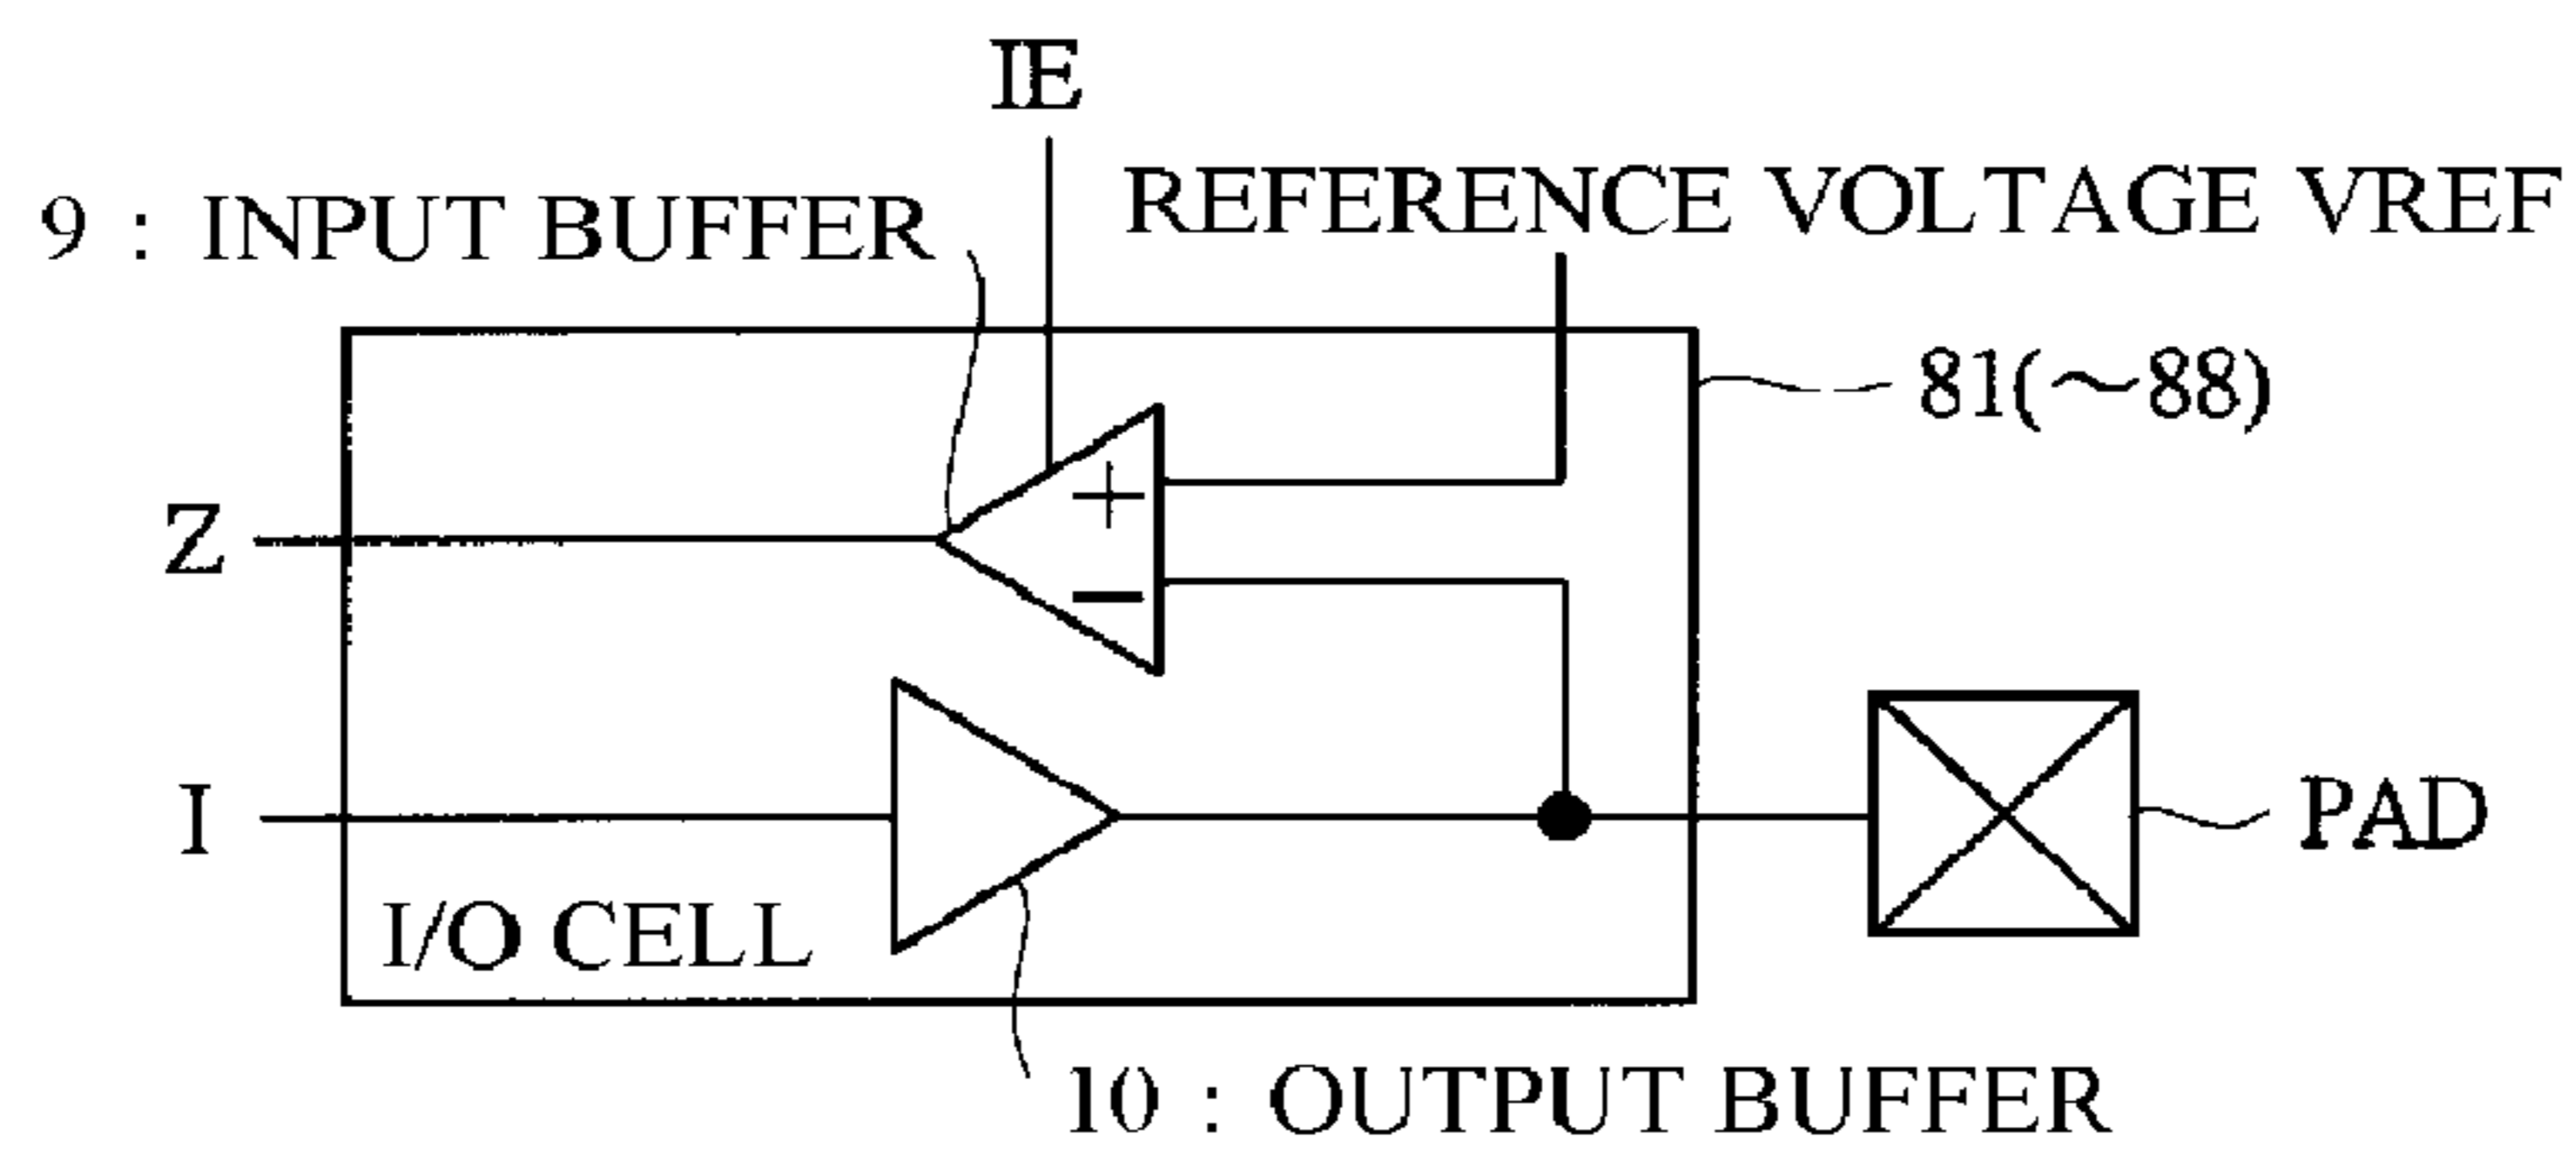 IE
9 : INPUT BUFFER
REFERENCE VOLTAGE VREF
81(～88)
+
Z
−
I
PAD
I/O CELL
10 : OUTPUT BUFFER